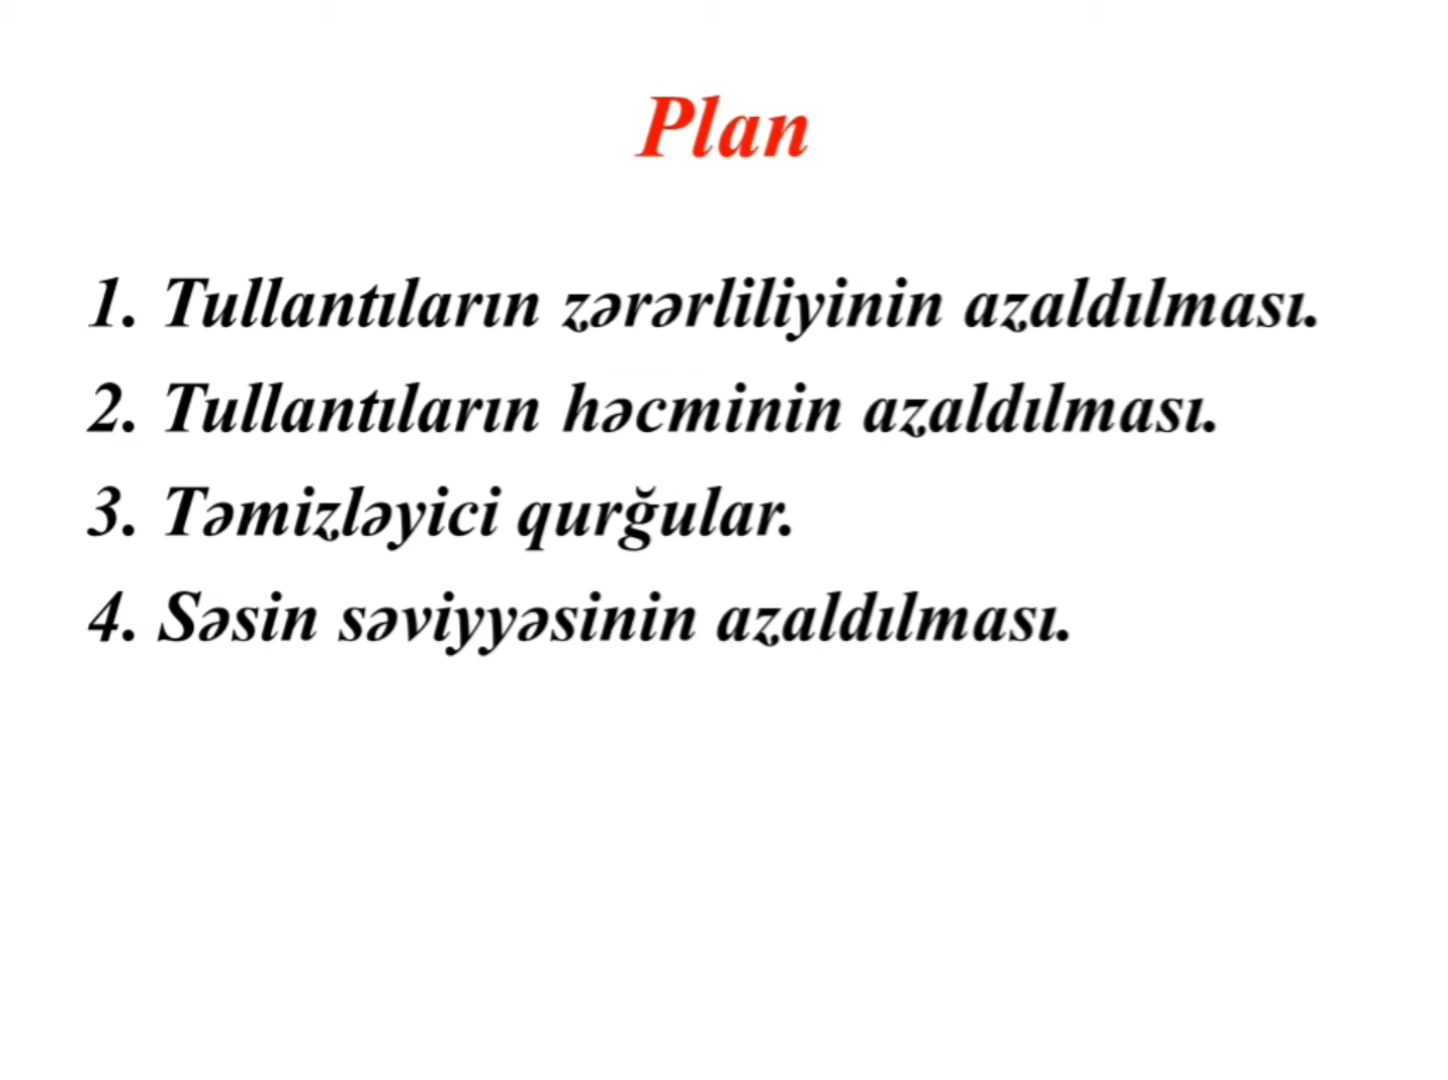 Plan
1. Tullantıların zərərliliyinin azaldılması.
2. Tullantıların həcminin azaldılması.
3. Təmizləyici qurğular.
4. Səsin səviyyəsinin azaldılması.